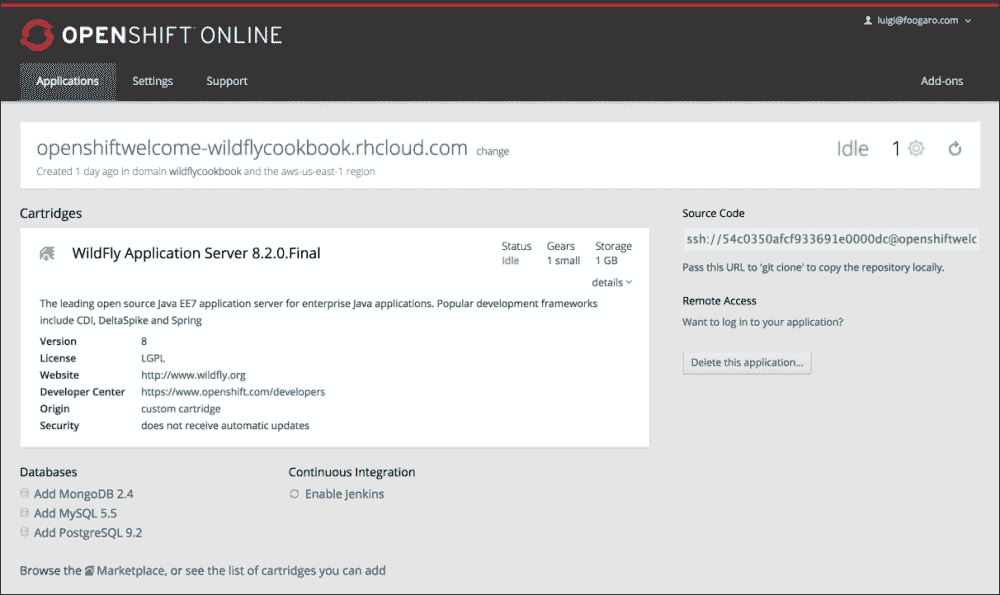 OPENSHIFT ONLINE
luigi@foogaro.com
Applications
Settings
Support
Add-ons
openshiftwelcome-wildflycookbook.rhcloud.com change
Idle 1
Created 1 day ago in domain wildflycookbook and the aws-us-east-1 region
Cartridges
WildFly Application Server 8.2.0.Final
Status Gears Storage
Idle 1 small 1 GB
details
The leading open source Java EE7 application server for enterprise Java applications. Popular development frameworks
include CDI, DeltaSpike and Spring
Version 8
License LGPL
Website http://www.wildfly.org
Developer Center https://www.openshift.com/developers
Origin custom cartridge
Security does not receive automatic updates
Source Code
ssh://54c0350afcf933691e0000dc@openshiftwelc
Pass this URL to 'git clone' to copy the repository locally.
Remote Access
Want to log in to your application?
Delete this application...
Databases
Add MongoDB 2.4
Add MySQL 5.5
Add PostgreSQL 9.2
Continuous Integration
Enable Jenkins
Browse the Marketplace, or see the list of cartridges you can add